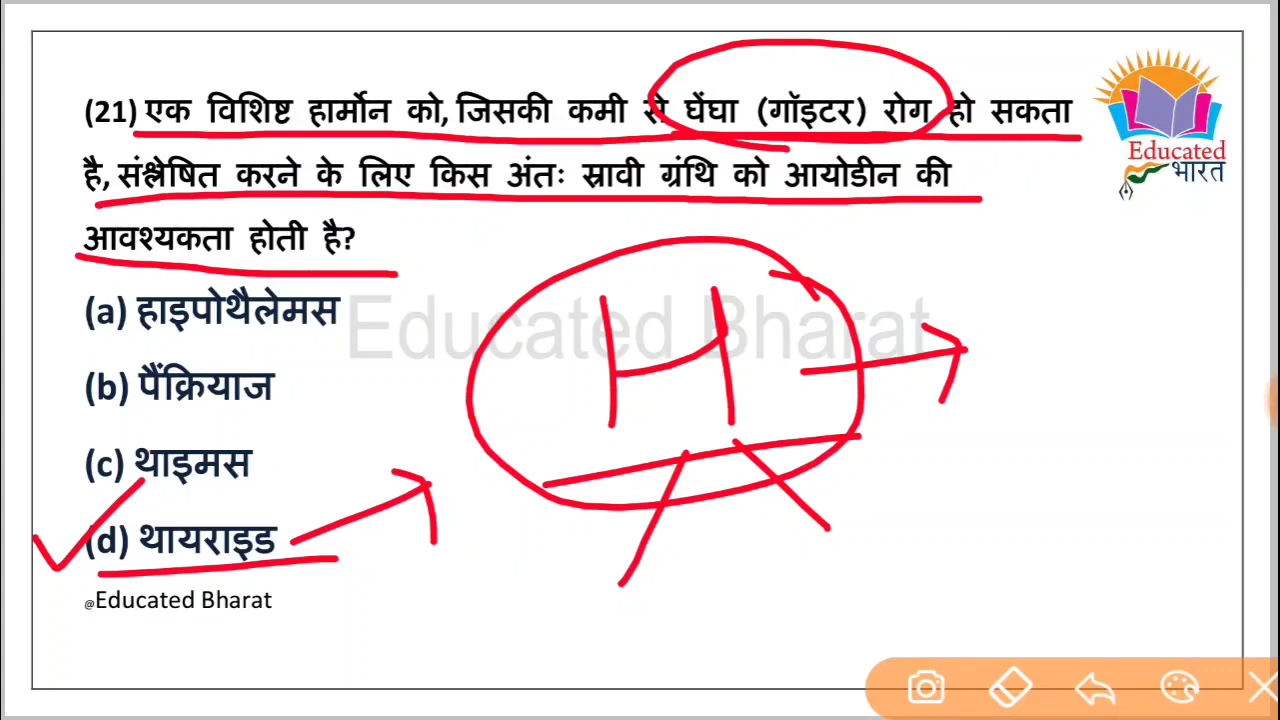 (21) एक विशिष्ट हार्मोन को, जिसकी कमी से घेंघा (गॉइटर) रोग हो सकता
है, संश्लेषित करने के लिए किस अंतः स्रावी ग्रंथि को आयोडीन की
आवश्यकता होती है?
(a) हाइपोथैलेमस
(b) पैंक्रियाज
(c) थाइमस
(d) थायराइड
@Educated Bharat
Educated Bharat
H
Educated
भारत